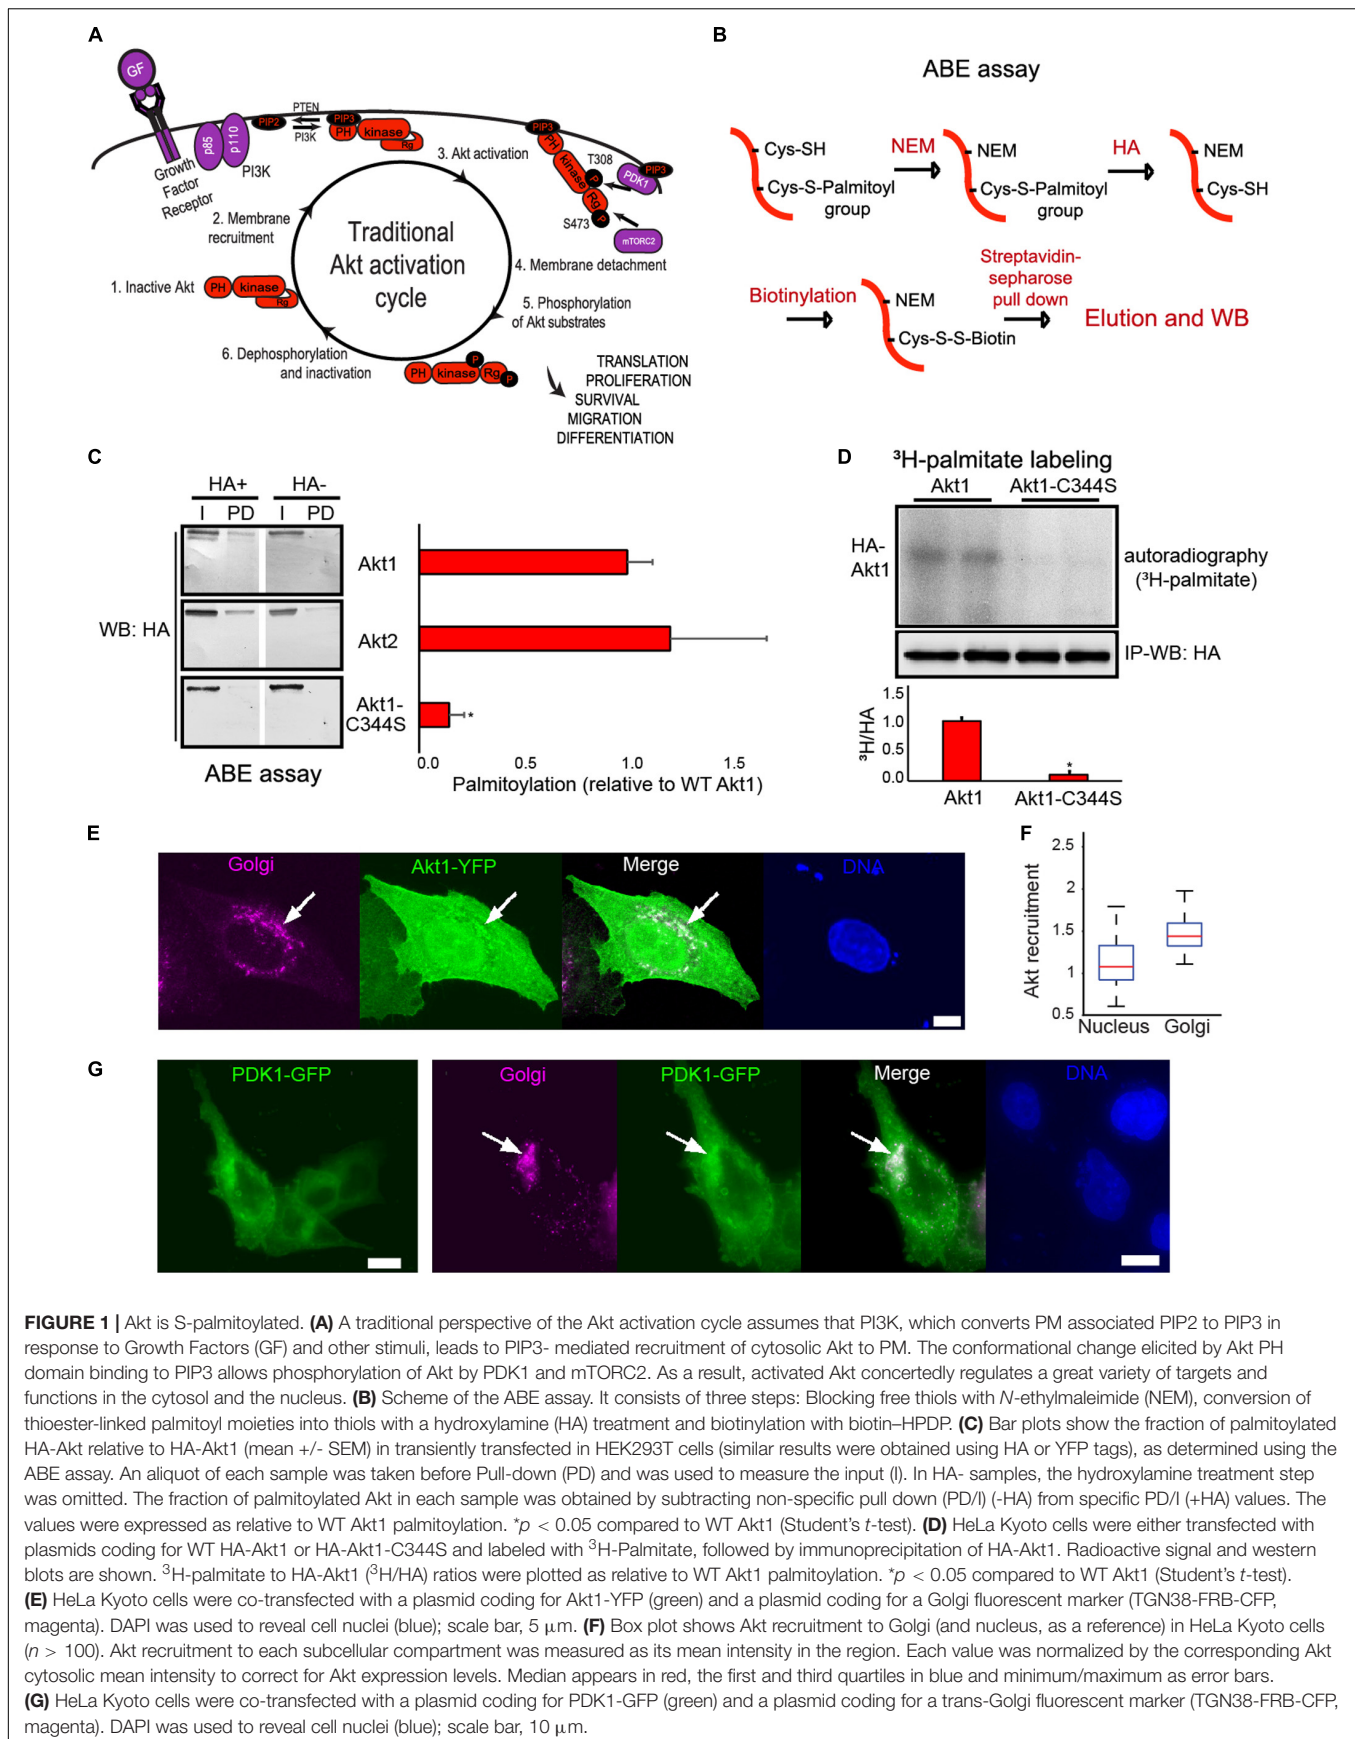 A
GF
PTEN
PIP2
PI3K
PIP3
PH
kinase
Rg
p85
p110
PI3K
Growth
Factor
Receptor
3. Akt activation
PIP3
PH
kinase
Rg
T308
P
S473
P
PDK1
PIP3
mTORC2
2. Membrane
recruitment
Traditional
Akt activation
cycle
4. Membrane detachment
1. Inactive Akt
PH
kinase
Rg
5. Phosphorylation
of Akt substrates
6. Dephosphorylation
and inactivation
PH
kinase
Rg
P
P
TRANSLATION
PROLIFERATION
SURVIVAL
MIGRATION
DIFFERENTIATION
B
ABE assay
Cys-SH
Cys-S-Palmitoyl
group
NEM
NEM
Cys-S-Palmitoyl
group
HA
NEM
Cys-SH
Biotinylation
NEM
Cys-S-S-Biotin
Streptavidin-
sepharose
pull down
Elution and WB
C
HA+ HA-
I PD I PD
WB: HA
Akt1
Akt2
Akt1-
C344S
ABE assay
*
0.0 0.5 1.0 1.5
Palmitoylation (relative to WT Akt1)
D
³H-palmitate labeling
Akt1 Akt1-C344S
HA-
Akt1
autoradiography
(³H-palmitate)
IP-WB: HA
³H/HA
1.5
1.0
0.5
0.0
*
Akt1 Akt1-C344S
E
Golgi Akt1-YFP Merge DNA
F
Akt recruitment
2.5
2
1.5
1
0.5
Nucleus Golgi
G
PDK1-GFP Golgi PDK1-GFP Merge DNA
FIGURE 1 | Akt is S-palmitoylated. (A) A traditional perspective of the Akt activation cycle assumes that PI3K, which converts PM associated PIP2 to PIP3 in
response to Growth Factors (GF) and other stimuli, leads to PIP3- mediated recruitment of cytosolic Akt to PM. The conformational change elicited by Akt PH
domain binding to PIP3 allows phosphorylation of Akt by PDK1 and mTORC2. As a result, activated Akt concertedly regulates a great variety of targets and
functions in the cytosol and the nucleus. (B) Scheme of the ABE assay. It consists of three steps: Blocking free thiols with N-ethylmaleimide (NEM), conversion of
thioester-linked palmitoyl moieties into thiols with a hydroxylamine (HA) treatment and biotinylation with biotin–HPDP. (C) Bar plots show the fraction of palmitoylated
HA-Akt relative to HA-Akt1 (mean +/- SEM) in transiently transfected in HEK293T cells (similar results were obtained using HA or YFP tags), as determined using the
ABE assay. An aliquot of each sample was taken before Pull-down (PD) and was used to measure the input (I). In HA- samples, the hydroxylamine treatment step
was omitted. The fraction of palmitoylated Akt in each sample was obtained by subtracting non-specific pull down (PD/I) (-HA) from specific PD/I (+HA) values. The
values were expressed as relative to WT Akt1 palmitoylation. *p < 0.05 compared to WT Akt1 (Student's t-test). (D) HeLa Kyoto cells were either transfected with
plasmids coding for WT HA-Akt1 or HA-Akt1-C344S and labeled with ³H-Palmitate, followed by immunoprecipitation of HA-Akt1. Radioactive signal and western
blots are shown. ³H-palmitate to HA-Akt1 (³H/HA) ratios were plotted as relative to WT Akt1 palmitoylation. *p < 0.05 compared to WT Akt1 (Student's t-test).
(E) HeLa Kyoto cells were co-transfected with a plasmid coding for Akt1-YFP (green) and a plasmid coding for a Golgi fluorescent marker (TGN38-FRB-CFP,
magenta). DAPI was used to reveal cell nuclei (blue); scale bar, 5 μm. (F) Box plot shows Akt recruitment to Golgi (and nucleus, as a reference) in HeLa Kyoto cells
(n > 100). Akt recruitment to each subcellular compartment was measured as its mean intensity in the region. Each value was normalized by the corresponding Akt
cytosolic mean intensity to correct for Akt expression levels. Median appears in red, the first and third quartiles in blue and minimum/maximum as error bars.
(G) HeLa Kyoto cells were co-transfected with a plasmid coding for PDK1-GFP (green) and a plasmid coding for a trans-Golgi fluorescent marker (TGN38-FRB-CFP,
magenta). DAPI was used to reveal cell nuclei (blue); scale bar, 10 μm.